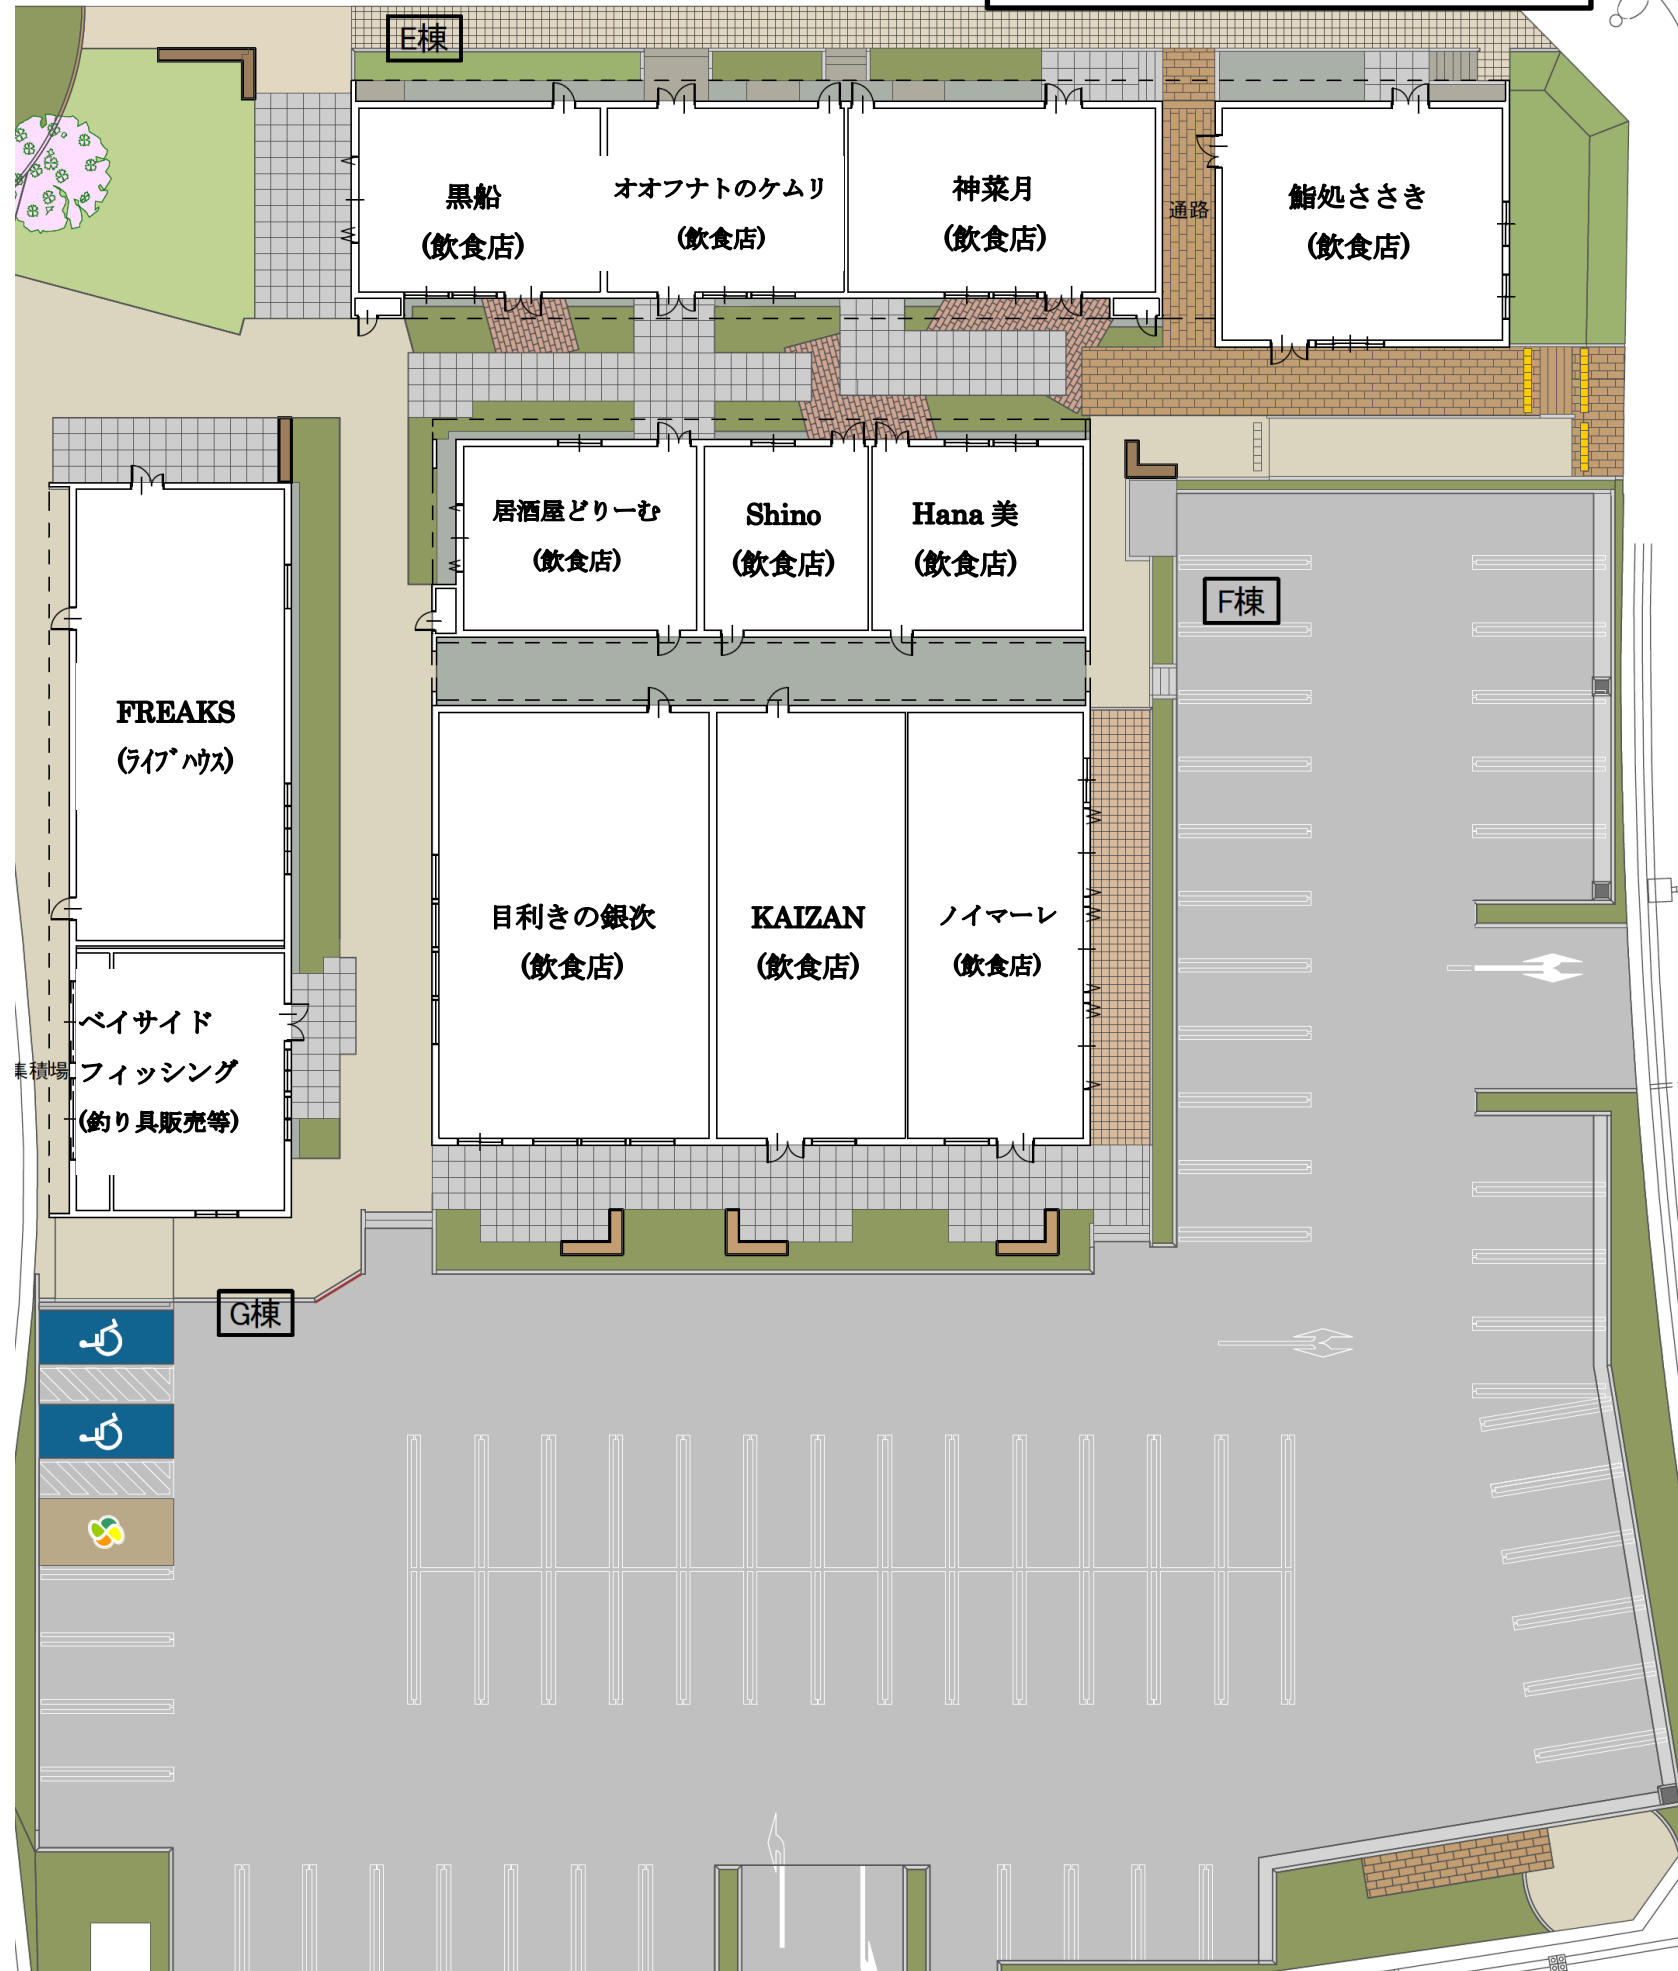 E棟
黒船
(飲食店)
オオフナトのケムリ
(飲食店)
神菜月
(飲食店)
通路
鮨処ささき
(飲食店)
居酒屋どりーむ
(飲食店)
Shino
(飲食店)
Hana 美
(飲食店)
F棟
FREAKS
(ﾗｲﾌﾞﾊｳｽ)
目利きの銀次
(飲食店)
KAIZAN
(飲食店)
ノイマーレ
(飲食店)
ベイサイド
フィッシング
(釣り具販売等)
集積場
G棟